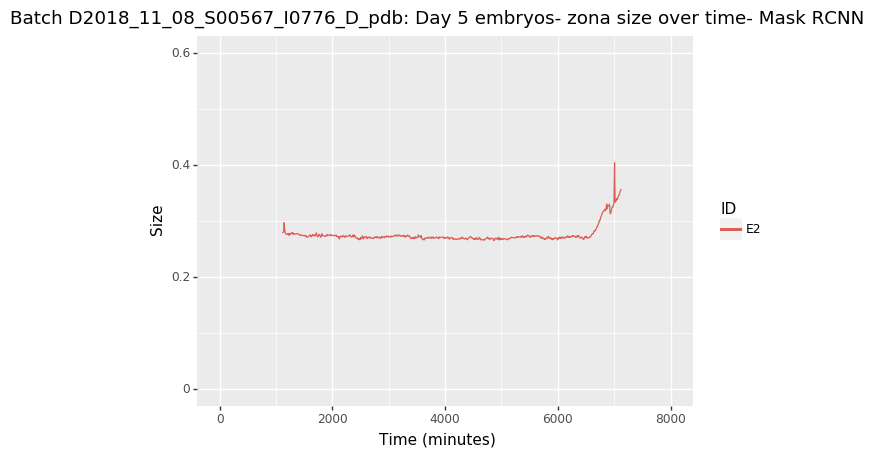 Batch D2018_11_08_S00567_I0776_D_pdb: Day 5 embryos- zona size over time- Mask RCNN
0.6
0.4
0.2
0
Size
0 2000 4000 6000 8000
Time (minutes)
ID
E2